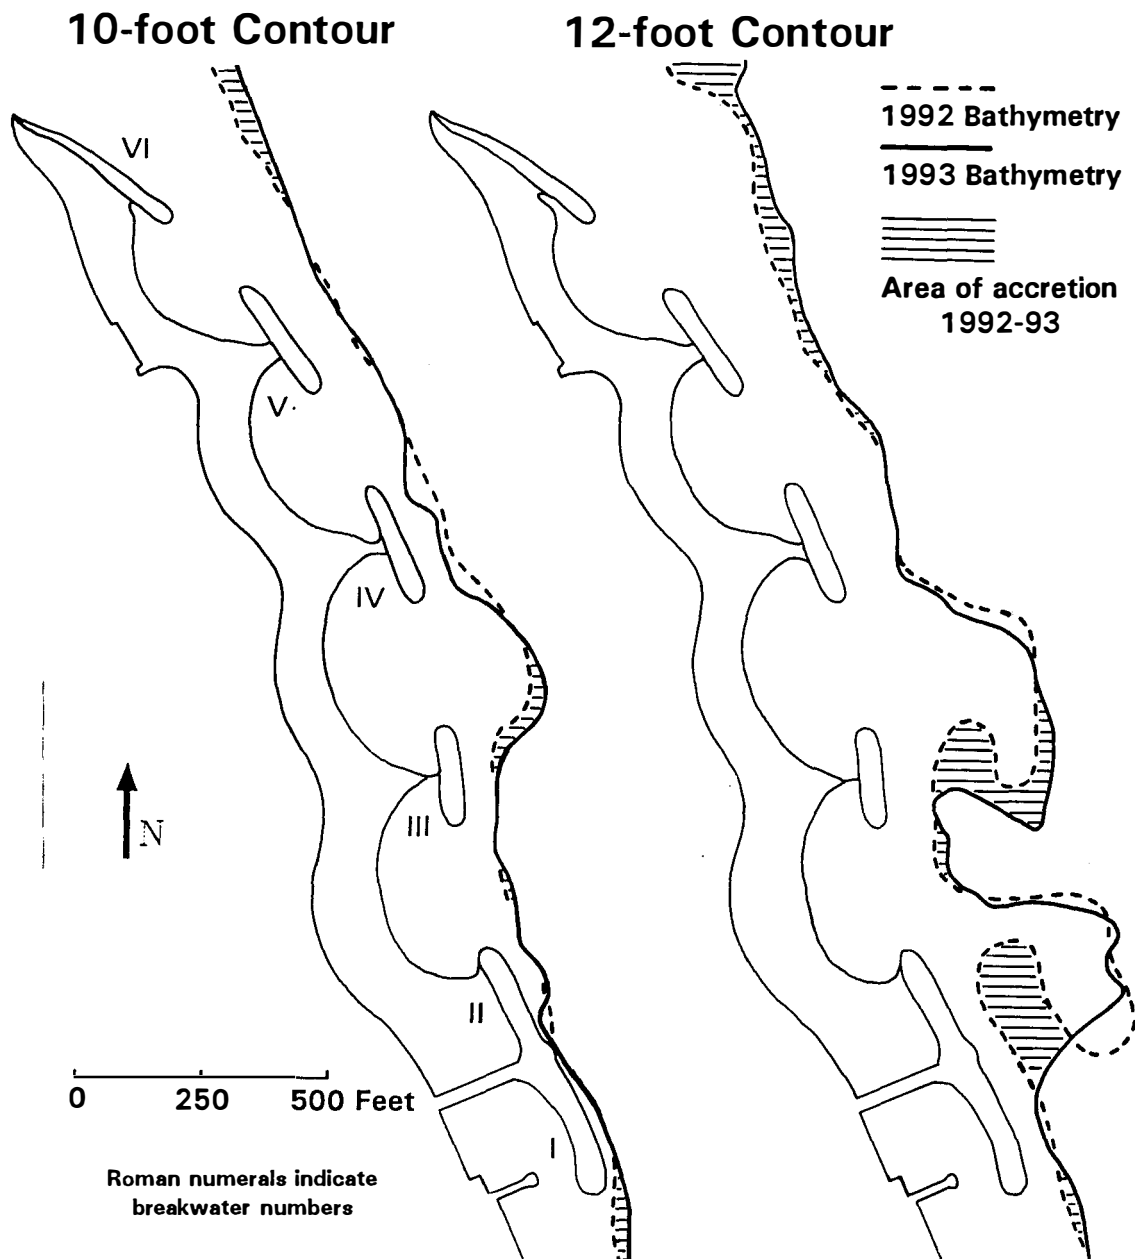 10-foot Contour
12-foot Contour
1992 Bathymetry
1993 Bathymetry
Area of accretion
1992-93
VI
V.
IV
III
II
I
N
0 250 500 Feet
Roman numerals indicate
breakwater numbers